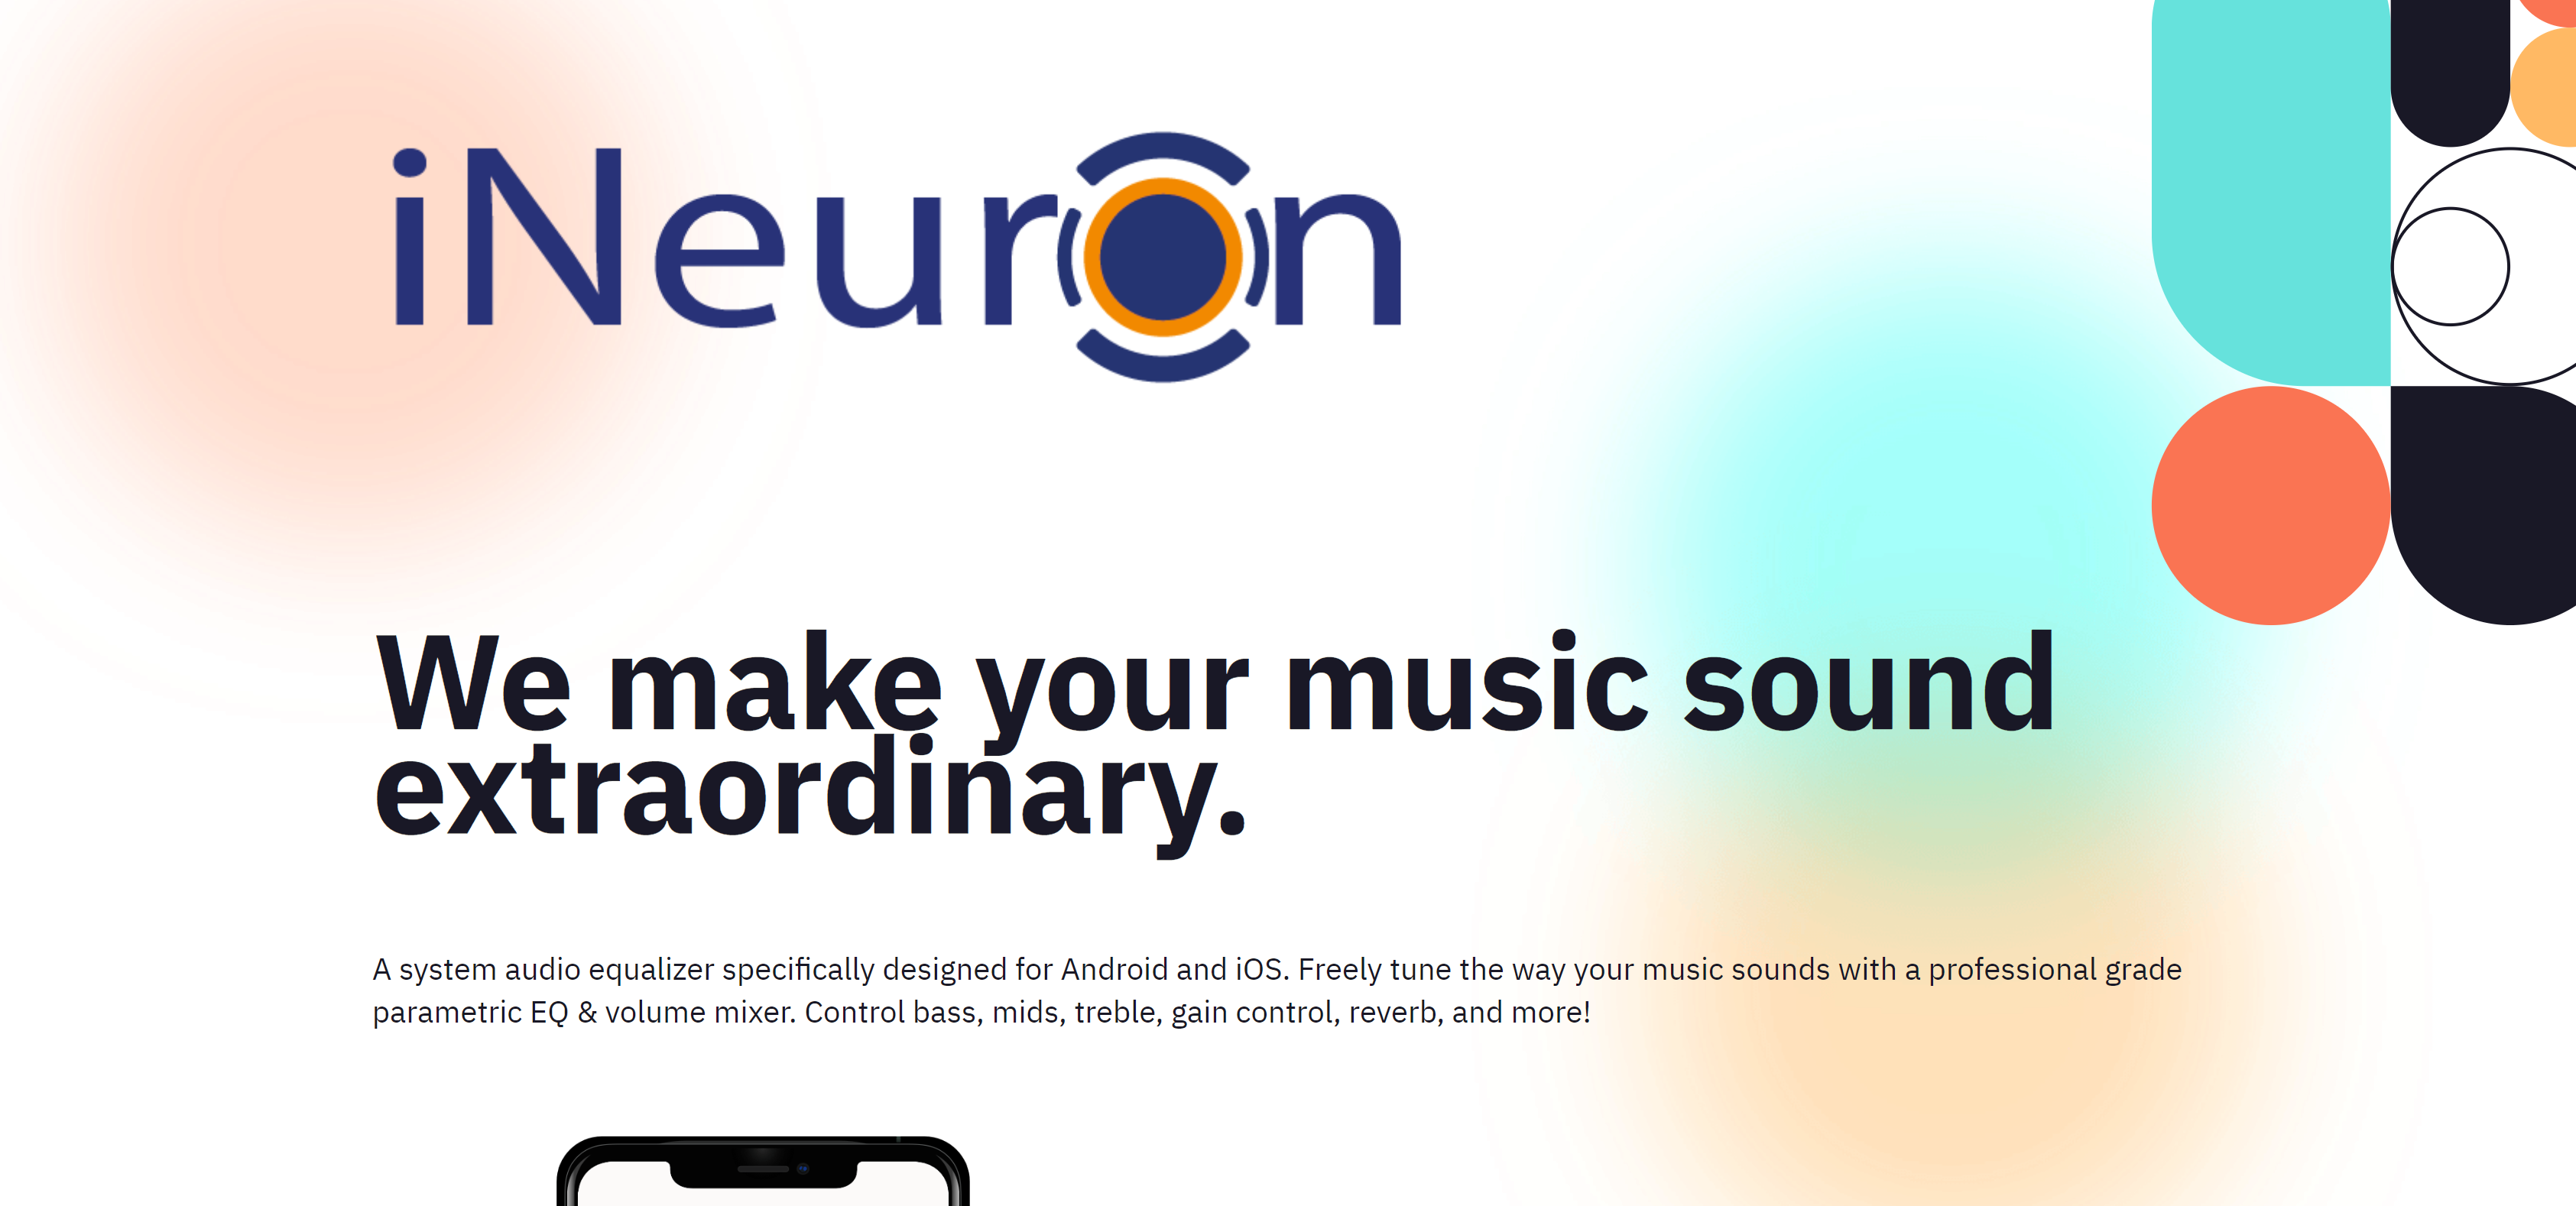 iNeuron
We make your music sound
extraordinary.
A system audio equalizer specifically designed for Android and iOS. Freely tune the way your music sounds with a professional grade
parametric EQ & volume mixer. Control bass, mids, treble, gain control, reverb, and more!